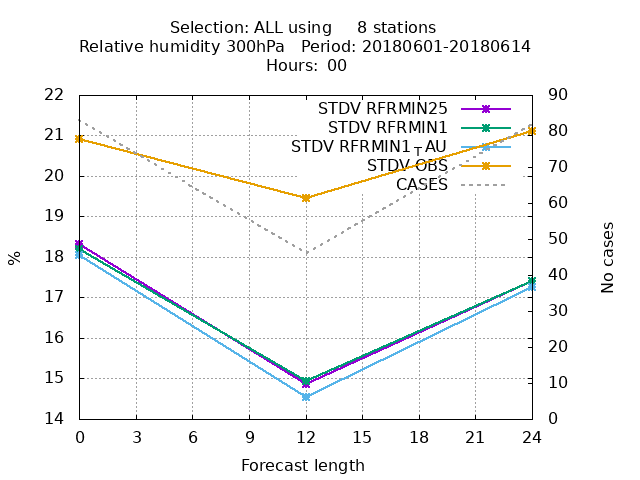 Selection: ALL using     8 stations
Relative humidity 300hPa   Period: 20180601-20180614
Hours: 00
22
21
20
19
18
17
16
15
14
90
80
70
60
50
40
30
20
10
0
STDV RFRMIN25
STDV RFRMIN1
STDV RFRMIN1TAU
STDV OBS
CASES
%
No cases
0 3 6 9 12 15 18 21 24
Forecast length